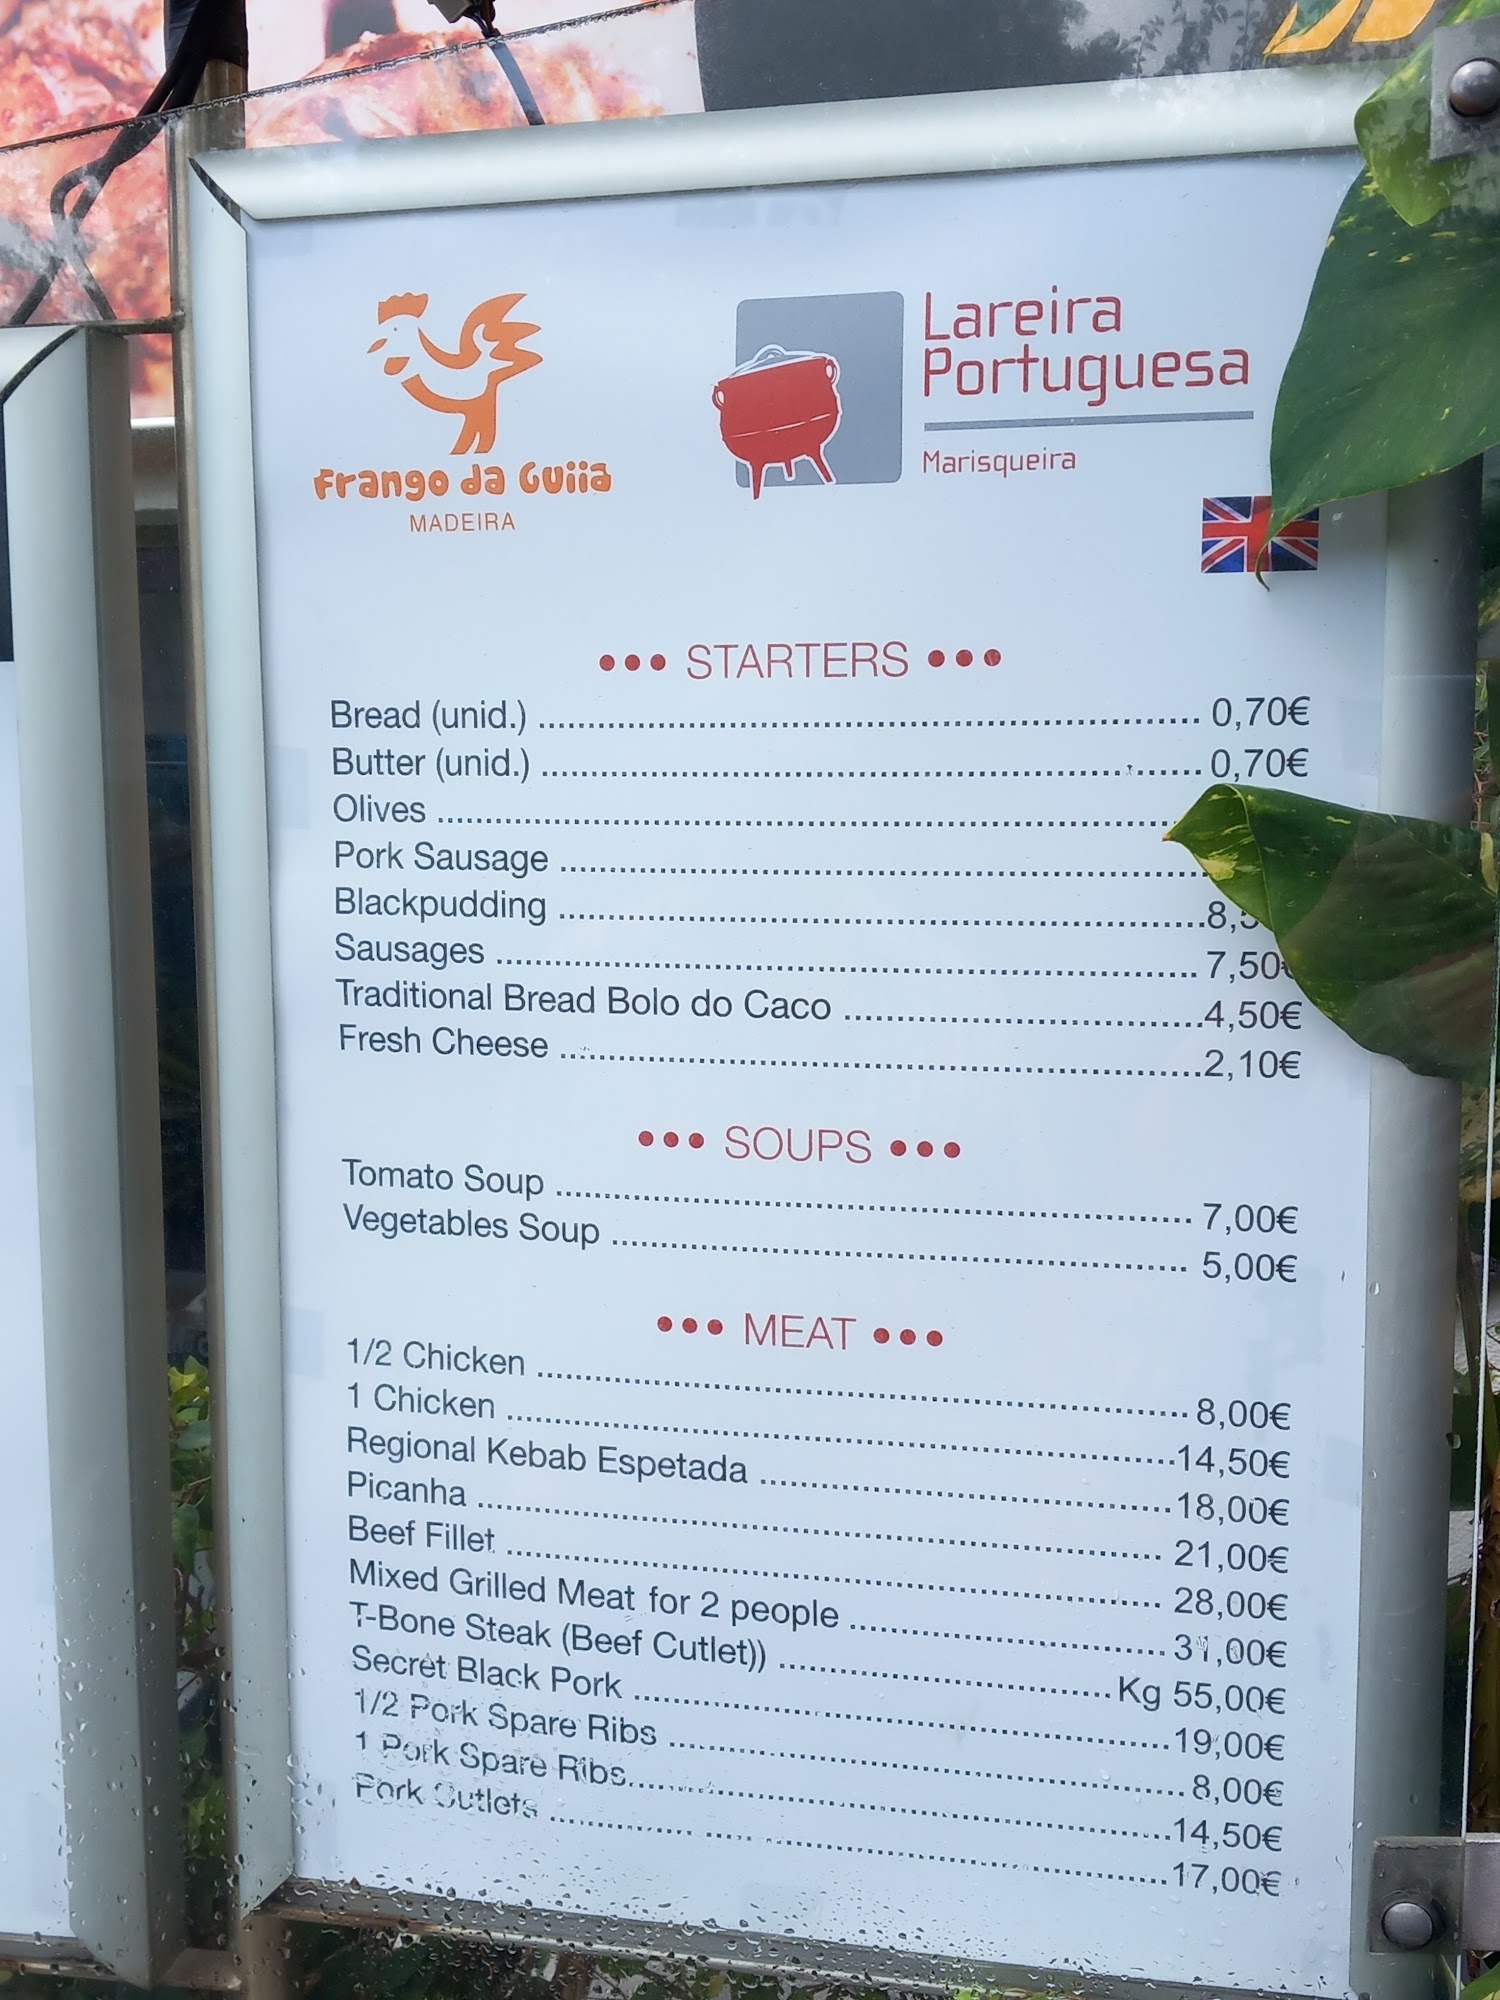 Frango da Guiia
MADEIRA
Lareira
Portuguesa
Marisqueira
••• STARTERS •••
Bread (unid.) 0,70€
Butter (unid.) 0,70€
Olives
Pork Sausage
Blackpudding
Sausages 7,50€
Traditional Bread Bolo do Caco 4,50€
Fresh Cheese 2,10€
••• SOUPS •••
Tomato Soup 7,00€
Vegetables Soup 5,00€
••• MEAT •••
1/2 Chicken 8,00€
1 Chicken 14,50€
Regional Kebab Espetada 18,00€
Picanha 21,00€
Beef Fillet 28,00€
Mixed Grilled Meat for 2 people 31,00€
T-Bone Steak (Beef Cutlet)) Kg 55,00€
Secret Black Pork 19,00€
1/2 Pork Spare Ribs 8,00€
1 Pork Spare Ribs 14,50€
Pork Cutlets 17,00€